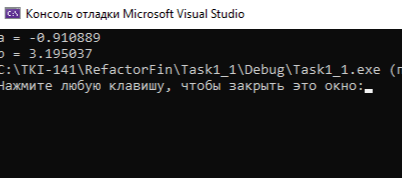 Консоль отладки Microsoft Visual Studio
a = -0.910889
b = 3.195037
C:\TKI-141\RefactorFin\Task1_1\Debug\Task1_1.exe (п
Нажмите любую клавишу, чтобы закрыть это окно: